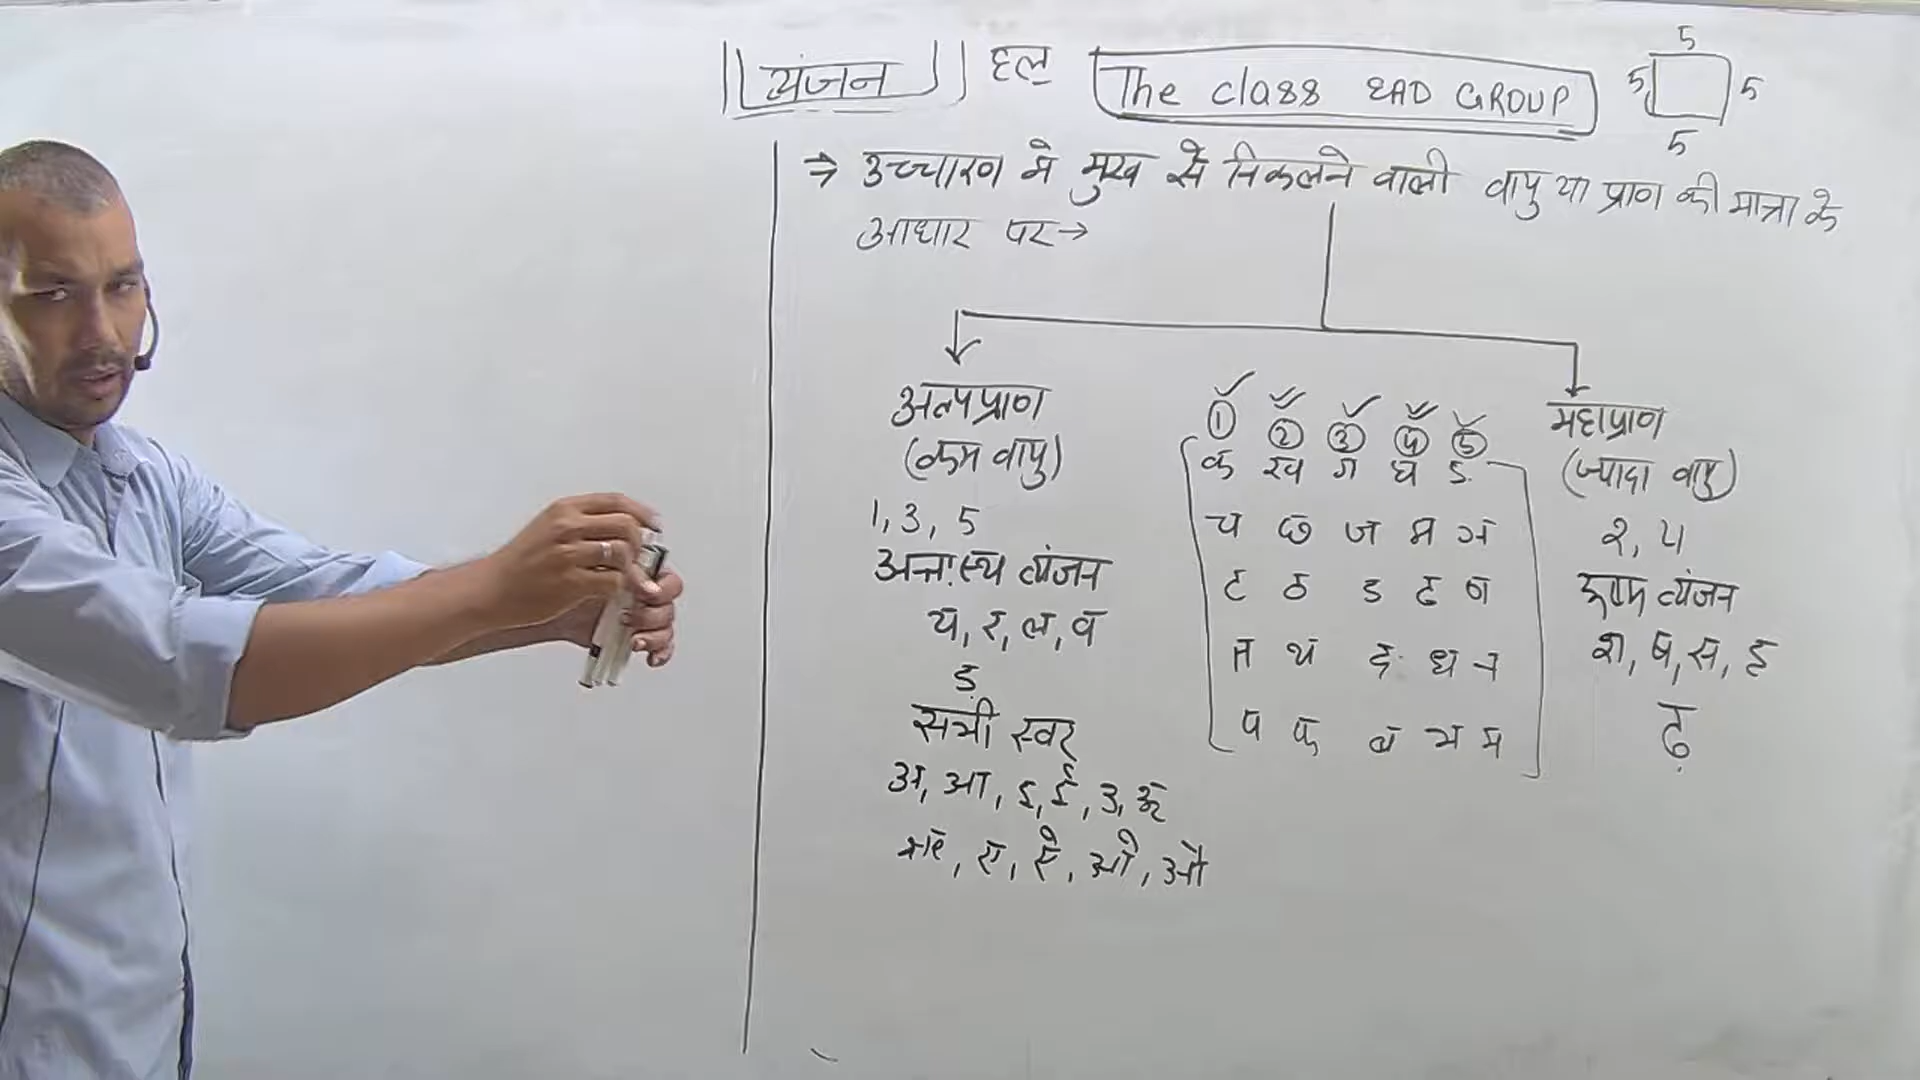 व्यंजन हल The class EAD GROUP
5
5 5
5
⇒ उच्चारण मे मुख से निकलने वाली वायु या प्राण की मात्रा के
आधार पर →
अल्पप्राण
(कम वायु)
1, 3, 5
अन्तःस्थ व्यंजन
य, र, ल, व
ड़
सभी स्वर
अ, आ, इ, ई, उ, ऊ
ऋ, ए, ऐ, ओ, औ
① ② ③ ④ ⑤
क ख ग घ ङ
च छ ज झ ञ
ट ठ ड ढ ण
त थ द ध न
प फ ब भ म
महाप्राण
(ज्यादा वायु)
2, 4
ऊष्म व्यंजन
श, ष, स, ह
ढ़